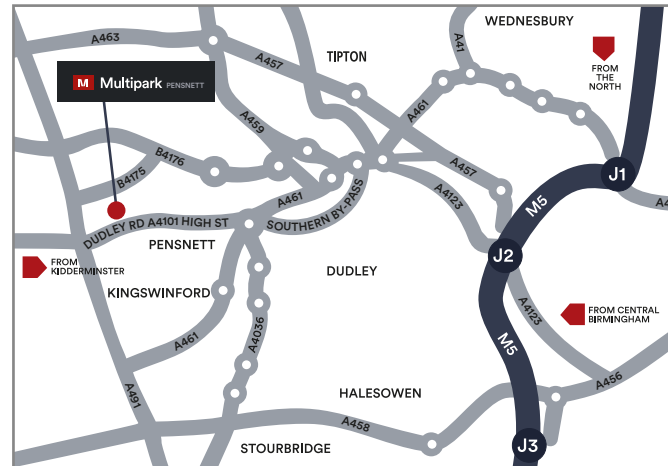 WEDNESBURY
A463
A41
TIPTON
A457
FROM
THE
NORTH
M Multipark PENSNETT
A461
A459
B4176
A457
J1
B4175
A461
A4123
A4
M5
SOUTHERN BY-PASS
DUDLEY RD A4101 HIGH ST
PENSNETT
J2
FROM
KIDDERMINSTER
DUDLEY
KINGSWINFORD
A4123
FROM CENTRAL
BIRMINGHAM
A461
A4036
M5
A456
A491
HALESOWEN
A458
STOURBRIDGE
J3